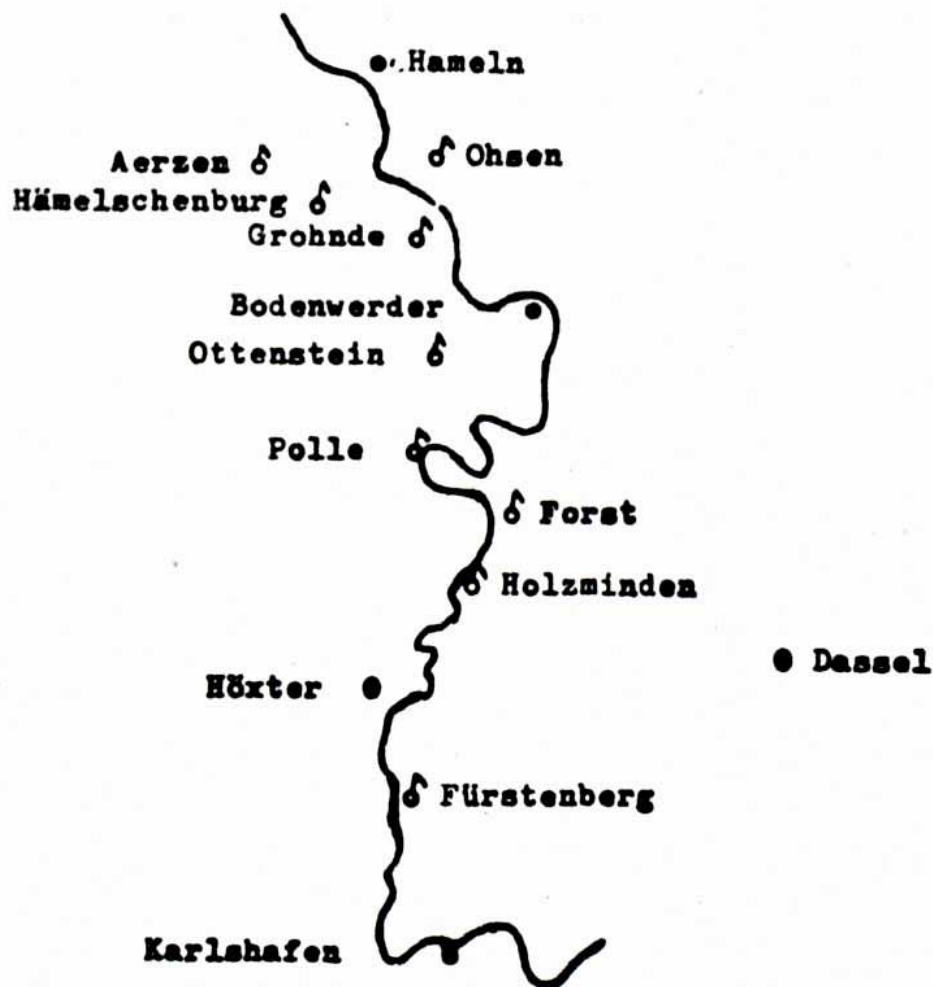 Hameln
Aerzen
Ohsen
Hämelschenburg
Grohnde
Bodenwerder
Ottenstein
Polle
Forst
Holzminden
Dassel
Höxter
Fürstenberg
Karlshafen